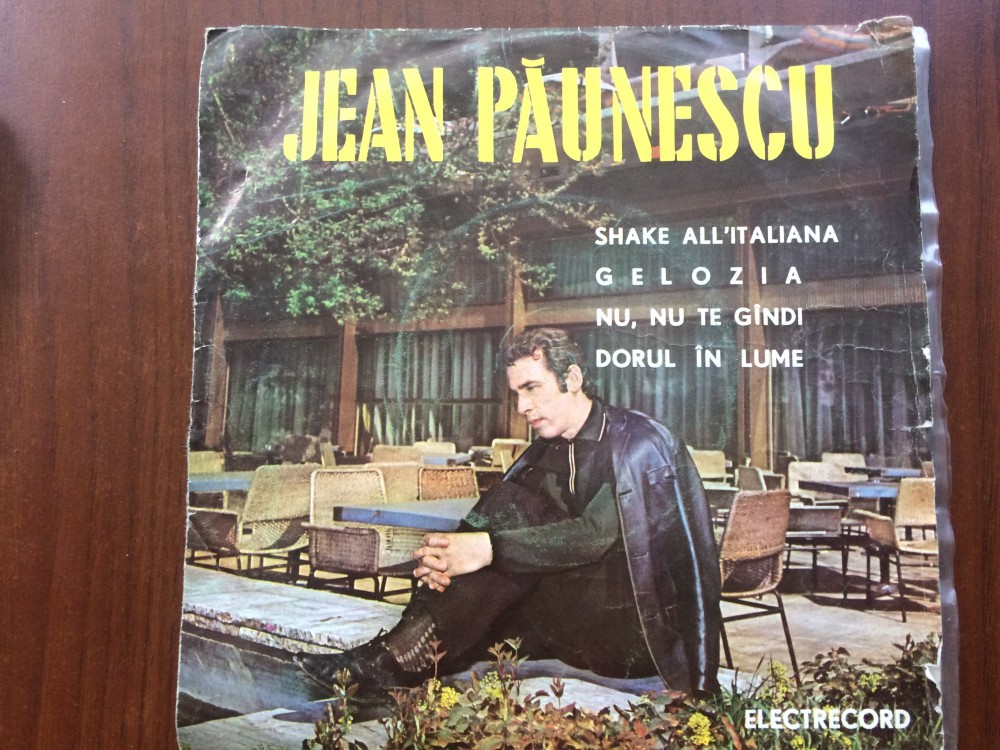 JEAN PĂUNESCU
SHAKE ALL'ITALIANA
GELOZIA
NU, NU TE GÎNDI
DORUL ÎN LUME
ELECTRECORD